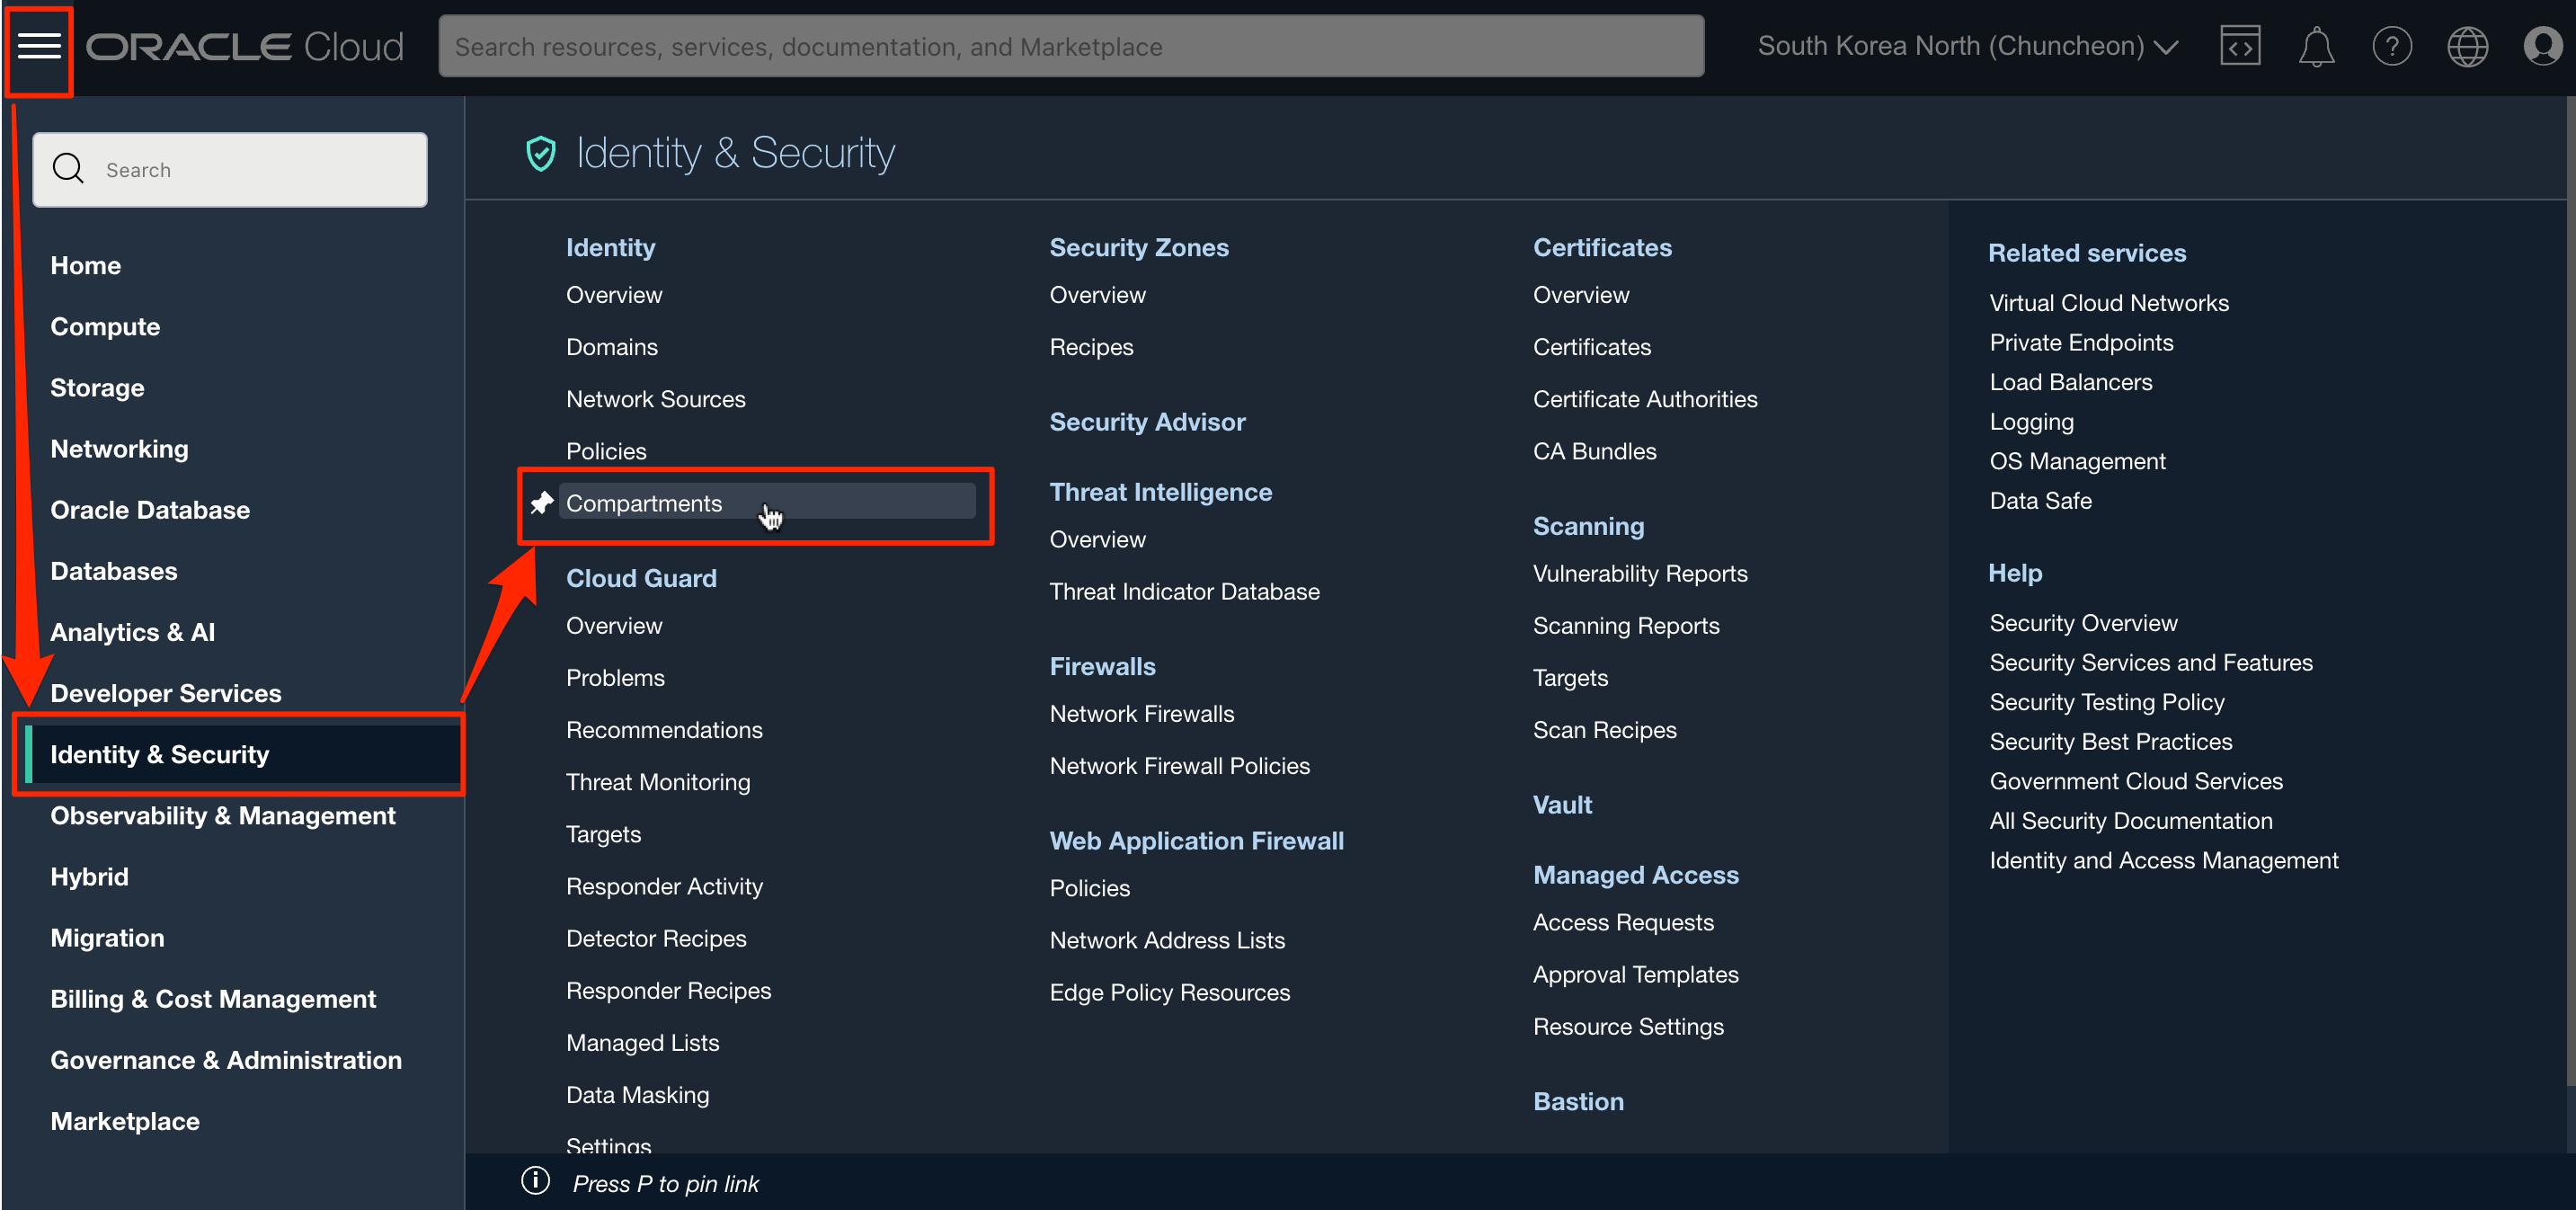 ORACLE Cloud
Search resources, services, documentation, and Marketplace
South Korea North (Chuncheon)
Search
Home
Compute
Storage
Networking
Oracle Database
Databases
Analytics & AI
Developer Services
Identity & Security
Observability & Management
Hybrid
Migration
Billing & Cost Management
Governance & Administration
Marketplace
Identity & Security
Identity
Overview
Domains
Network Sources
Policies
Compartments
Cloud Guard
Overview
Problems
Recommendations
Threat Monitoring
Targets
Responder Activity
Detector Recipes
Responder Recipes
Managed Lists
Data Masking
Settings
Security Zones
Overview
Recipes
Security Advisor
Threat Intelligence
Overview
Threat Indicator Database
Firewalls
Network Firewalls
Network Firewall Policies
Web Application Firewall
Policies
Network Address Lists
Edge Policy Resources
Certificates
Overview
Certificates
Certificate Authorities
CA Bundles
Scanning
Vulnerability Reports
Scanning Reports
Targets
Scan Recipes
Vault
Managed Access
Access Requests
Approval Templates
Resource Settings
Bastion
Related services
Virtual Cloud Networks
Private Endpoints
Load Balancers
Logging
OS Management
Data Safe
Help
Security Overview
Security Services and Features
Security Testing Policy
Security Best Practices
Government Cloud Services
All Security Documentation
Identity and Access Management
Press P to pin link